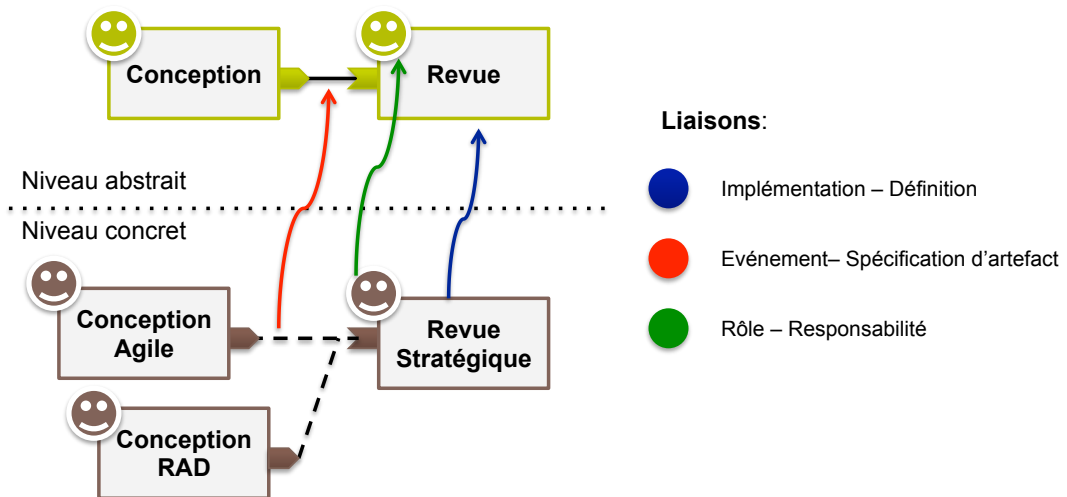 Conception
Revue
Liaisons:
Niveau abstrait
Implémentation – Définition
Niveau concret
Evénement– Spécification d'artefact
Conception
Agile
Revue
Stratégique
Rôle – Responsabilité
Conception
RAD